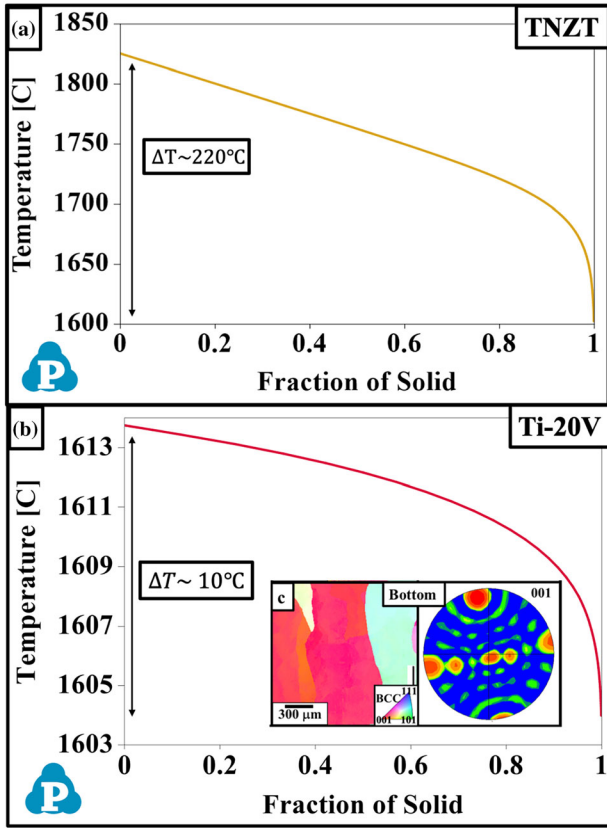 (a)
TNZT
1850
1800
1750
1700
1650
1600
Temperature [C]
ΔT~220°C
0 0.2 0.4 0.6 0.8 1
Fraction of Solid
P
(b)
Ti-20V
1613
1611
1609
1607
1605
1603
Temperature [C]
ΔT~ 10°C
c
Bottom
001
300 μm
BCC
111
001 101
0 0.2 0.4 0.6 0.8 1
Fraction of Solid
P